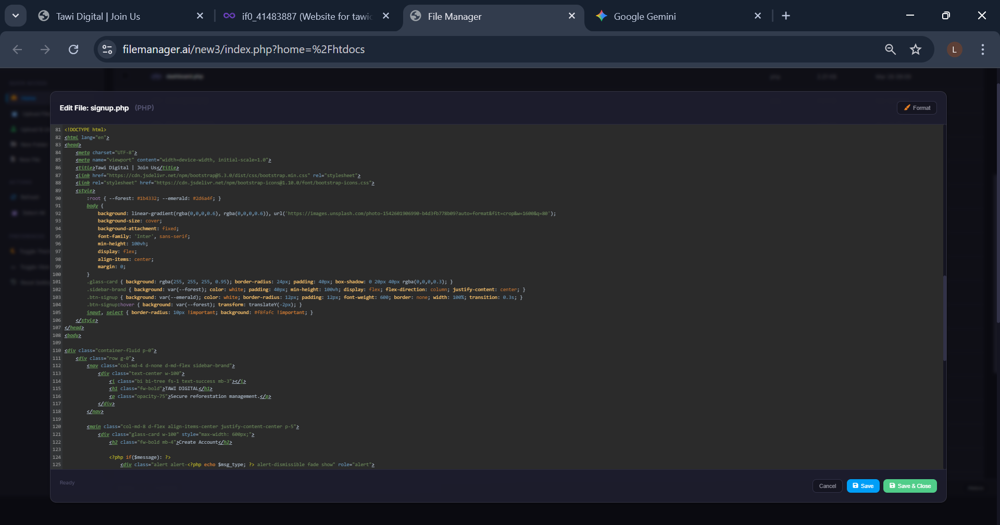 Tawi Digital | Join Us
if0_41483887 (Website for tawi
File Manager
Google Gemini
filemanager.ai/new3/index.php?home=%2Fhtdocs
L
Edit File: signup.php (PHP)
Format
81 <!DOCTYPE html>
82 <html lang="en">
83 <head>
84     <meta charset="UTF-8">
85     <meta name="viewport" content="width=device-width, initial-scale=1.0">
86     <title>Tawi Digital | Join Us</title>
87     <link href="https://cdn.jsdelivr.net/npm/bootstrap@5.3.0/dist/css/bootstrap.min.css" rel="stylesheet">
88     <link rel="stylesheet" href="https://cdn.jsdelivr.net/npm/bootstrap-icons@1.10.0/font/bootstrap-icons.css">
89     <style>
90         :root { --forest: #1b4332; --emerald: #2d6a4f; }
91         body {
92             background: linear-gradient(rgba(0,0,0,0.6), rgba(0,0,0,0.6)), url('https://images.unsplash.com/photo-1542601906990-b4d3fb778b09?auto=format&fit=crop&w=1600&q=80');
93             background-size: cover;
94             background-attachment: fixed;
95             font-family: 'Inter', sans-serif;
96             min-height: 100vh;
97             display: flex;
98             align-items: center;
99             margin: 0;
100         }
101         .glass-card { background: rgba(255, 255, 255, 0.95); border-radius: 24px; padding: 40px; box-shadow: 0 20px 40px rgba(0,0,0,0.3); }
102         .sidebar-brand { background: var(--forest); color: white; padding: 40px; min-height: 100vh; display: flex; flex-direction: column; justify-content: center; }
103         .btn-signup { background: var(--emerald); color: white; border-radius: 12px; padding: 12px; font-weight: 600; border: none; width: 100%; transition: 0.3s; }
104         .btn-signup:hover { background: var(--forest); transform: translateY(-2px); }
105         input, select { border-radius: 10px !important; background: #f8fafc !important; }
106     </style>
107 </head>
108 <body>
109
110 <div class="container-fluid p-0">
111     <div class="row g-0">
112         <nav class="col-md-4 d-none d-md-flex sidebar-brand">
113             <div class="text-center w-100">
114                 <i class="bi bi-tree fs-1 text-success mb-3"></i>
115                 <h1 class="fw-bold">TAWI DIGITAL</h1>
116                 <p class="opacity-75">Secure reforestation management.</p>
117             </div>
118         </nav>
119
120         <main class="col-md-8 d-flex align-items-center justify-content-center p-5">
121             <div class="glass-card w-100" style="max-width: 600px;">
122                 <h2 class="fw-bold mb-4">Create Account</h2>
123
124                 <?php if($message): ?>
125                     <div class="alert alert-<?php echo $msg_type; ?> alert-dismissible fade show" role="alert">
Ready
Cancel
Save
Save & Close